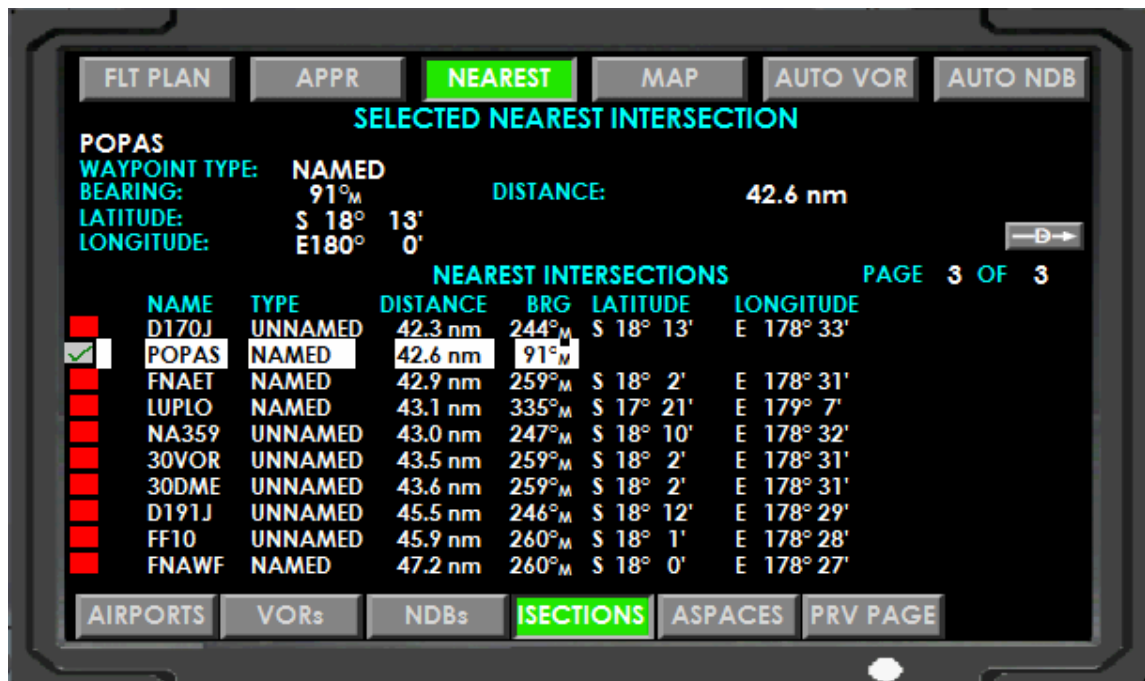 FLT PLAN APPR NEAREST MAP AUTO VOR AUTO NDB
SELECTED NEAREST INTERSECTION
POPAS
WAYPOINT TYPE: NAMED
BEARING: 91°M DISTANCE: 42.6 nm
LATITUDE: S 18° 13'
LONGITUDE: E180° 0'
D
NEAREST INTERSECTIONS PAGE 3 OF 3
NAME TYPE DISTANCE BRG LATITUDE LONGITUDE
D170J UNNAMED 42.3 nm 244°M S 18° 13' E 178° 33'
POPAS NAMED 42.6 nm 91°M
FNAET NAMED 42.9 nm 259°M S 18° 2' E 178° 31'
LUPLO NAMED 43.1 nm 335°M S 17° 21' E 179° 7'
NA359 UNNAMED 43.0 nm 247°M S 18° 10' E 178° 32'
30VOR UNNAMED 43.5 nm 259°M S 18° 2' E 178° 31'
30DME UNNAMED 43.6 nm 259°M S 18° 2' E 178° 31'
D191J UNNAMED 45.5 nm 246°M S 18° 12' E 178° 29'
FF10 UNNAMED 45.9 nm 260°M S 18° 1' E 178° 28'
FNAWF NAMED 47.2 nm 260°M S 18° 0' E 178° 27'
AIRPORTS VORs NDBs ISECTIONS ASPACES PRV PAGE